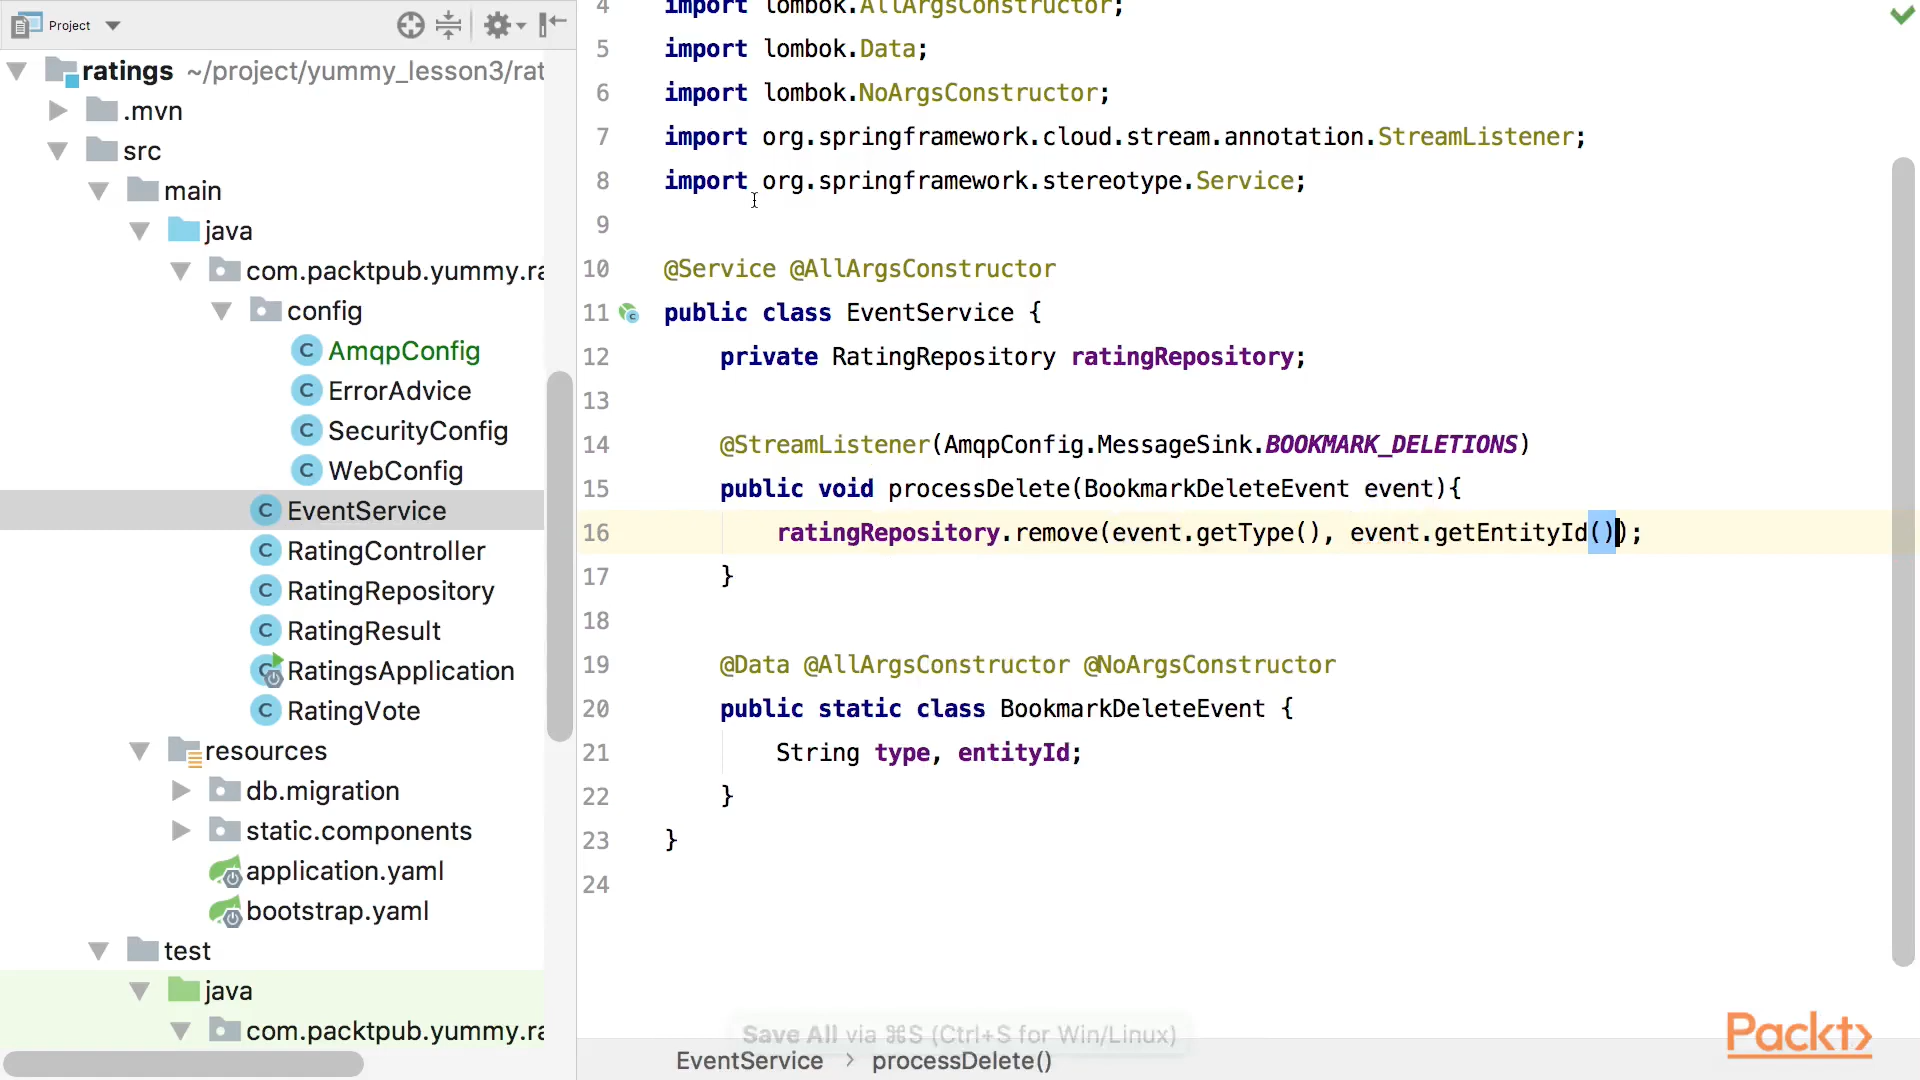 Project
ratings ~/project/yummy_lesson3/rat
.mvn
src
main
java
com.packtpub.yummy.ra
config
C AmqpConfig
C ErrorAdvice
C SecurityConfig
C WebConfig
C EventService
C RatingController
C RatingRepository
C RatingResult
C RatingsApplication
C RatingVote
resources
db.migration
static.components
application.yaml
bootstrap.yaml
test
java
com.packtpub.yummy.ra
4 import lombok.AllArgsConstructor;
5 import lombok.Data;
6 import lombok.NoArgsConstructor;
7 import org.springframework.cloud.stream.annotation.StreamListener;
8 import org.springframework.stereotype.Service;
9
10 @Service @AllArgsConstructor
11 public class EventService {
12 private RatingRepository ratingRepository;
13
14 @StreamListener(AmqpConfig.MessageSink.BOOKMARK_DELETIONS)
15 public void processDelete(BookmarkDeleteEvent event){
16 ratingRepository.remove(event.getType(), event.getEntityId());
17 }
18
19 @Data @AllArgsConstructor @NoArgsConstructor
20 public static class BookmarkDeleteEvent {
21 String type, entityId;
22 }
23 }
24
Save All via ⌘S (Ctrl+S for Win/Linux)
EventService > processDelete()
Packt>